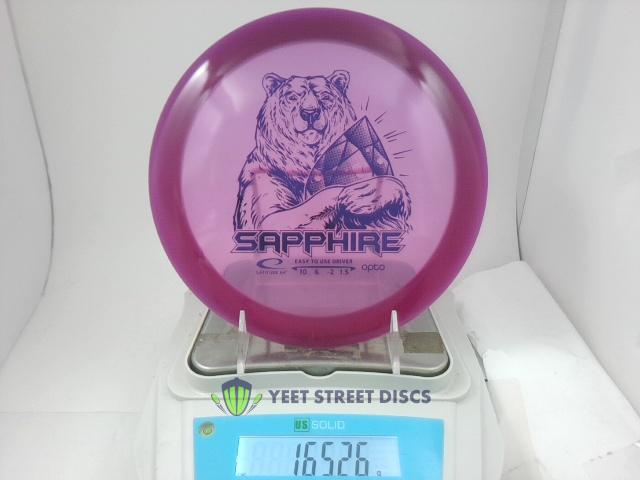 SAPPHIRE
LATITUDE 64°
EASY TO USE DRIVER
10 6 -2 1.5
opto
YEET STREET DISCS
US SOLID
165.26 g